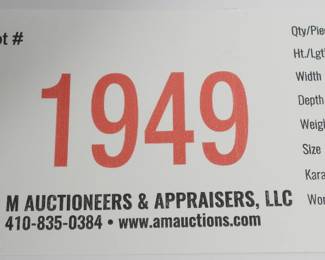 ot #
1949
M AUCTIONEERS & APPRAISERS, LLC
410-835-0384 • www.amauctions.com
Qty/Pie
Ht./Lgt
Width
Depth
Weigh
Size
Kara
Wor